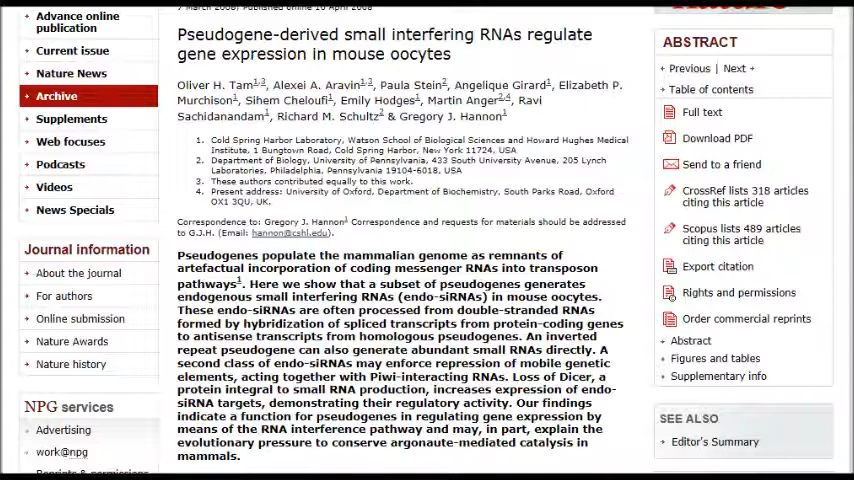 Advance online
publication
Current issue
Nature News
Archive
Supplements
Web focuses
Podcasts
Videos
News Specials
Journal information
About the journal
For authors
Online submission
Nature Awards
Nature history
NPG services
Advertising
work@npg
Reprints & permissions
7 March 2008; Published online 10 April 2008
Pseudogene-derived small interfering RNAs regulate
gene expression in mouse oocytes
Oliver H. Tam1,3, Alexei A. Aravin1,3, Paula Stein2, Angelique Girard1, Elizabeth P.
Murchison1, Sihem Cheloufi1, Emily Hodges1, Martin Anger2,4, Ravi
Sachidanandam1, Richard M. Schultz2 & Gregory J. Hannon1
1. Cold Spring Harbor Laboratory, Watson School of Biological Sciences and Howard Hughes Medical
Institute, 1 Bungtown Road, Cold Spring Harbor, New York 11724, USA
2. Department of Biology, University of Pennsylvania, 433 South University Avenue, 205 Lynch
Laboratories, Philadelphia, Pennsylvania 19104-6018, USA
3. These authors contributed equally to this work.
4. Present address: University of Oxford, Department of Biochemistry, South Parks Road, Oxford
OX1 3QU, UK.
Correspondence to: Gregory J. Hannon1 Correspondence and requests for materials should be addressed
to G.J.H. (Email: hannon@cshl.edu).
Pseudogenes populate the mammalian genome as remnants of
artefactual incorporation of coding messenger RNAs into transposon
pathways1. Here we show that a subset of pseudogenes generates
endogenous small interfering RNAs (endo-siRNAs) in mouse oocytes.
These endo-siRNAs are often processed from double-stranded RNAs
formed by hybridization of spliced transcripts from protein-coding genes
to antisense transcripts from homologous pseudogenes. An inverted
repeat pseudogene can also generate abundant small RNAs directly. A
second class of endo-siRNAs may enforce repression of mobile genetic
elements, acting together with Piwi-interacting RNAs. Loss of Dicer, a
protein integral to small RNA production, increases expression of endo-
siRNA targets, demonstrating their regulatory activity. Our findings
indicate a function for pseudogenes in regulating gene expression by
means of the RNA interference pathway and may, in part, explain the
evolutionary pressure to conserve argonaute-mediated catalysis in
mammals.
ABSTRACT
Previous | Next
Table of contents
Full text
Download PDF
Send to a friend
CrossRef lists 318 articles
citing this article
Scopus lists 489 articles
citing this article
Export citation
Rights and permissions
Order commercial reprints
Abstract
Figures and tables
Supplementary info
SEE ALSO
Editor's Summary